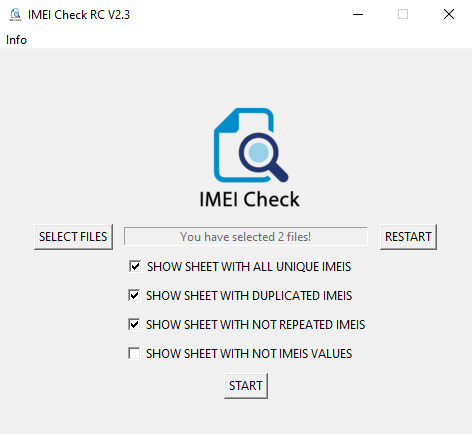 IMEI Check RC V2.3
Info
IMEI Check
SELECT FILES You have selected 2 files! RESTART
SHOW SHEET WITH ALL UNIQUE IMEIS
SHOW SHEET WITH DUPLICATED IMEIS
SHOW SHEET WITH NOT REPEATED IMEIS
SHOW SHEET WITH NOT IMEIS VALUES
START